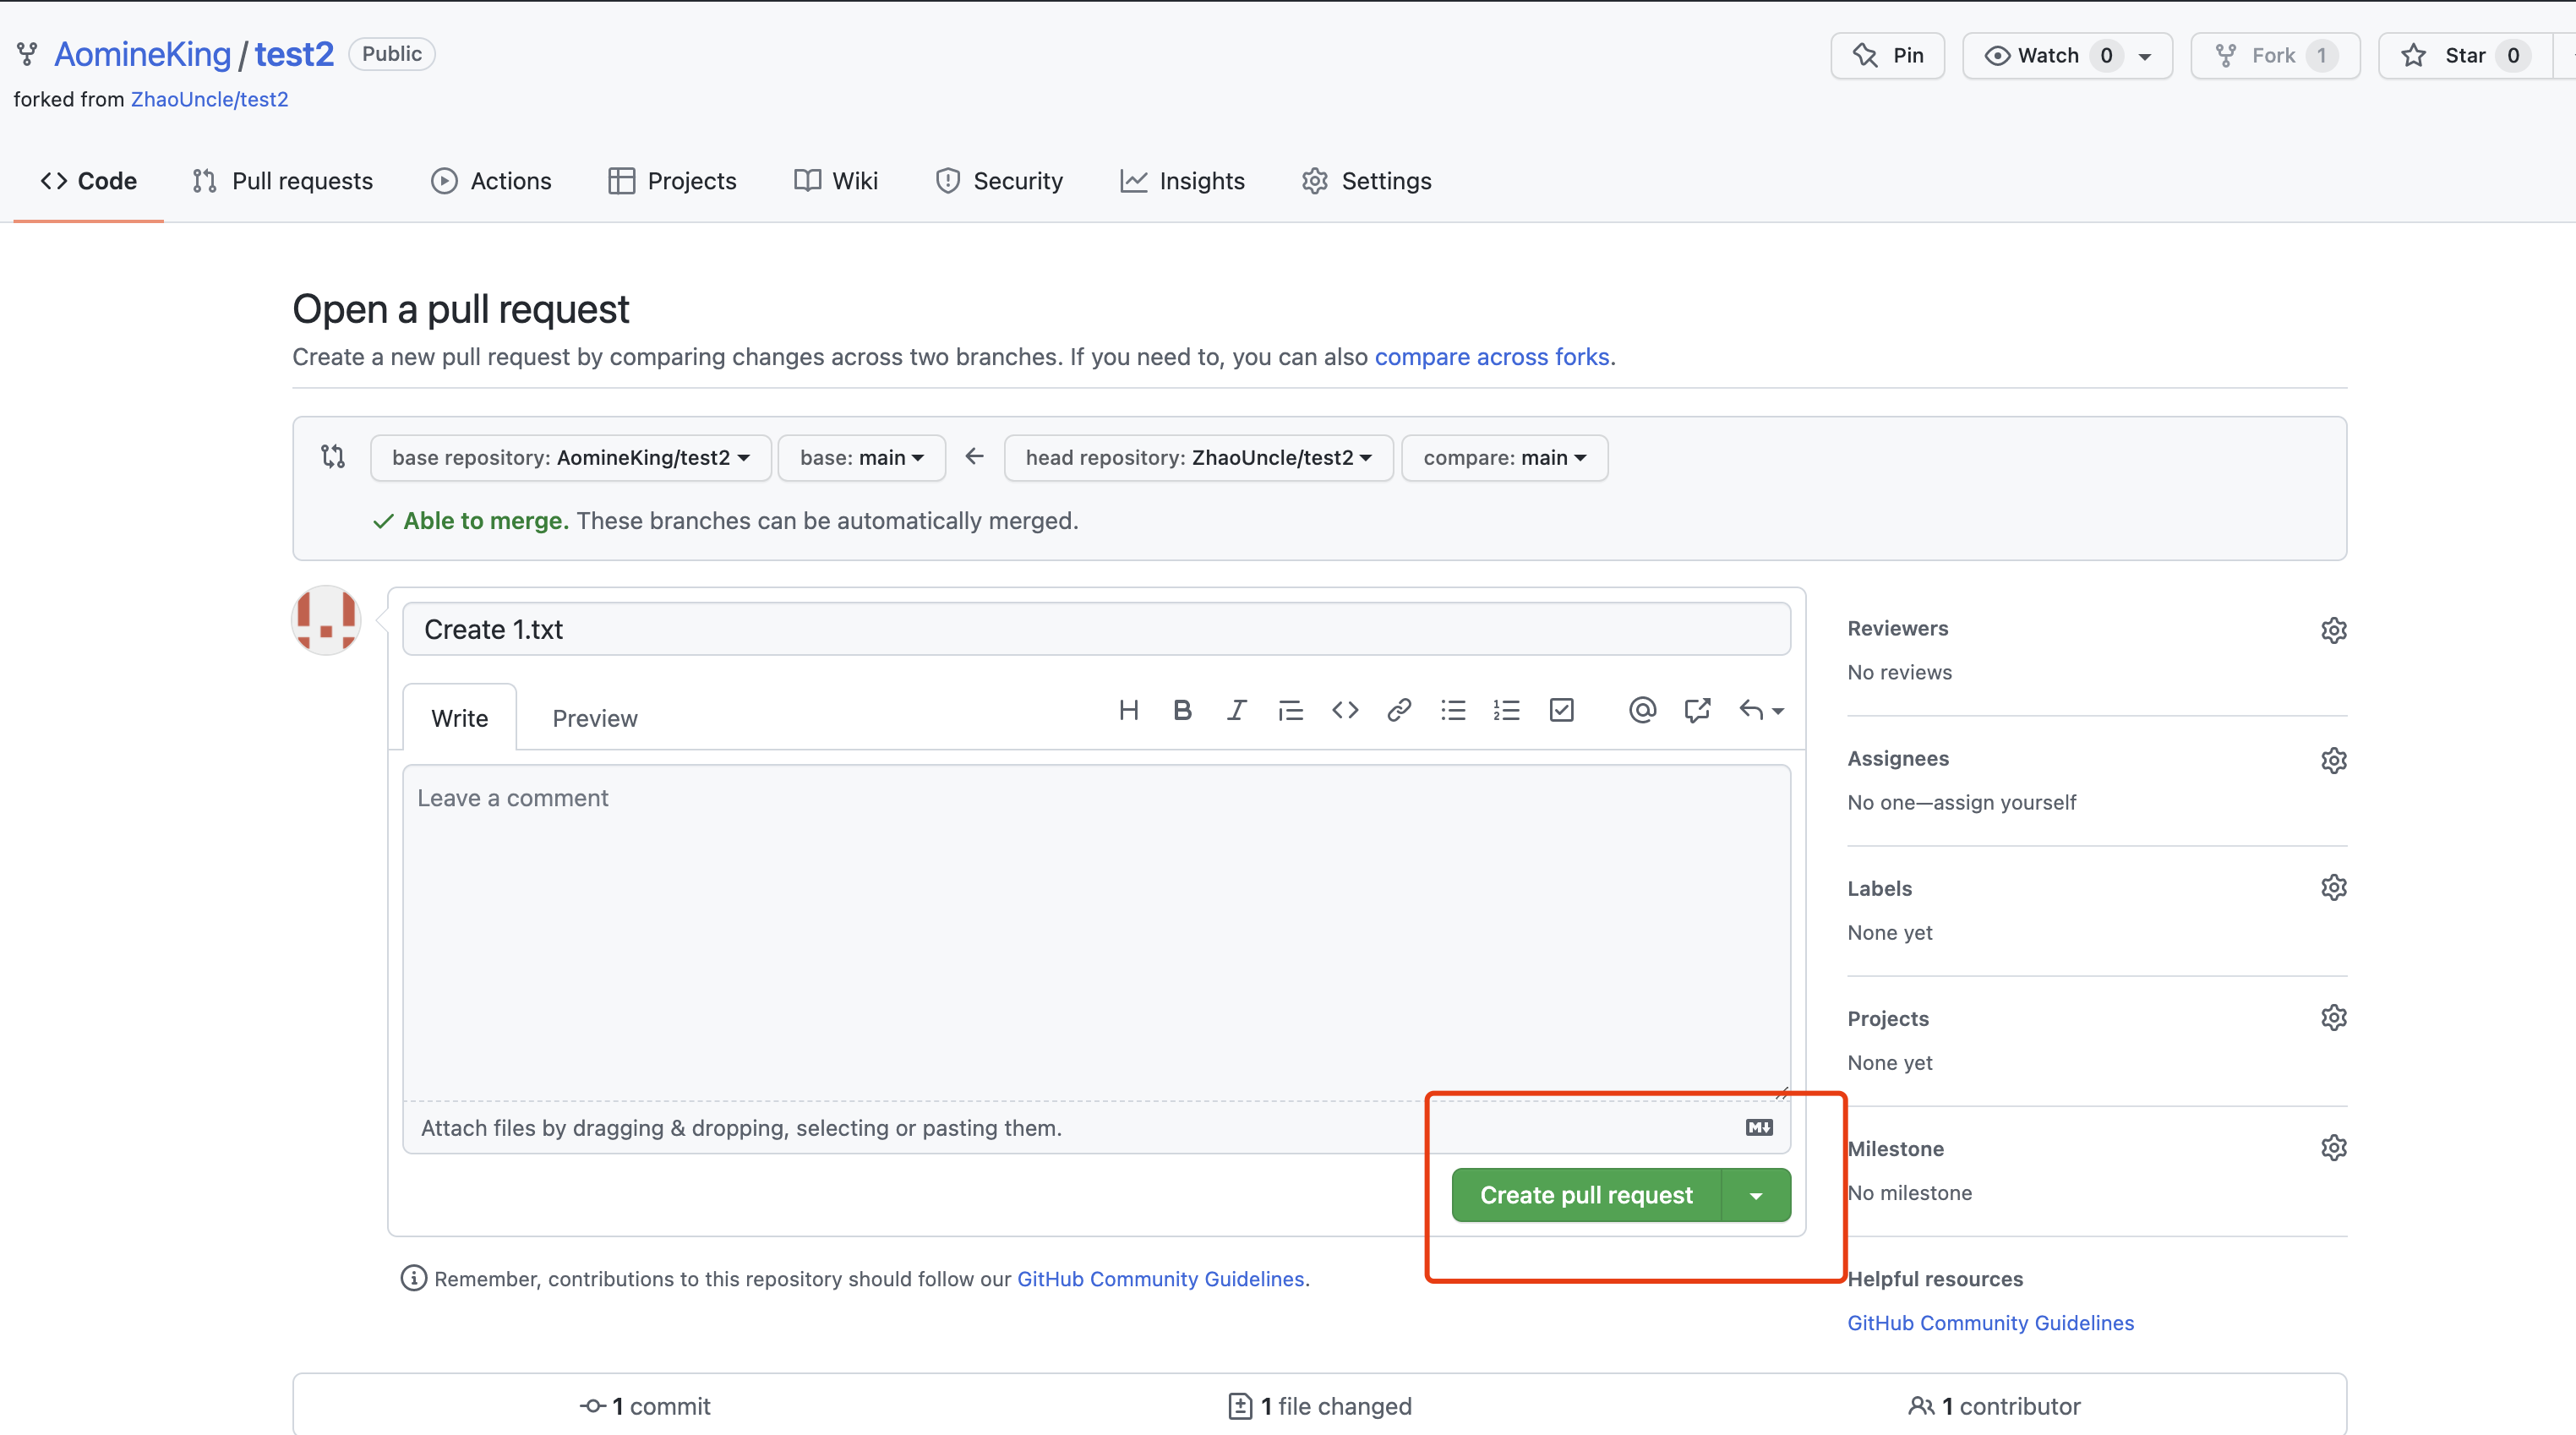 AomineKing / test2 Public
Pin
Watch 0
Fork 1
Star 0
forked from ZhaoUncle/test2
Code
Pull requests
Actions
Projects
Wiki
Security
Insights
Settings
Open a pull request
Create a new pull request by comparing changes across two branches. If you need to, you can also compare across forks.
base repository: AomineKing/test2
base: main
head repository: ZhaoUncle/test2
compare: main
Able to merge. These branches can be automatically merged.
Create 1.txt
Write
Preview
Leave a comment
Attach files by dragging & dropping, selecting or pasting them.
Create pull request
Remember, contributions to this repository should follow our GitHub Community Guidelines.
Reviewers
No reviews
Assignees
No one—assign yourself
Labels
None yet
Projects
None yet
Milestone
No milestone
Helpful resources
GitHub Community Guidelines
1 commit
1 file changed
1 contributor